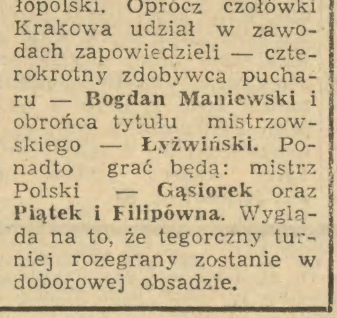 łopolski. Oprócz czołówki
Krakowa udział w zawo-
dach zapowiedzieli — czte-
rokrotny zdobywca pucha-
ru — Bogdan Maniewski i
obrońca tytułu mistrzow-
skiego — Łyżwiński. Po-
nadto grać będą: mistrz
Polski — Gąsiorek oraz
Piątek i Filipówna. Wyglą-
da na to, że tegorczny tur-
niej rozegrany zostanie w
doborowej obsadzie.